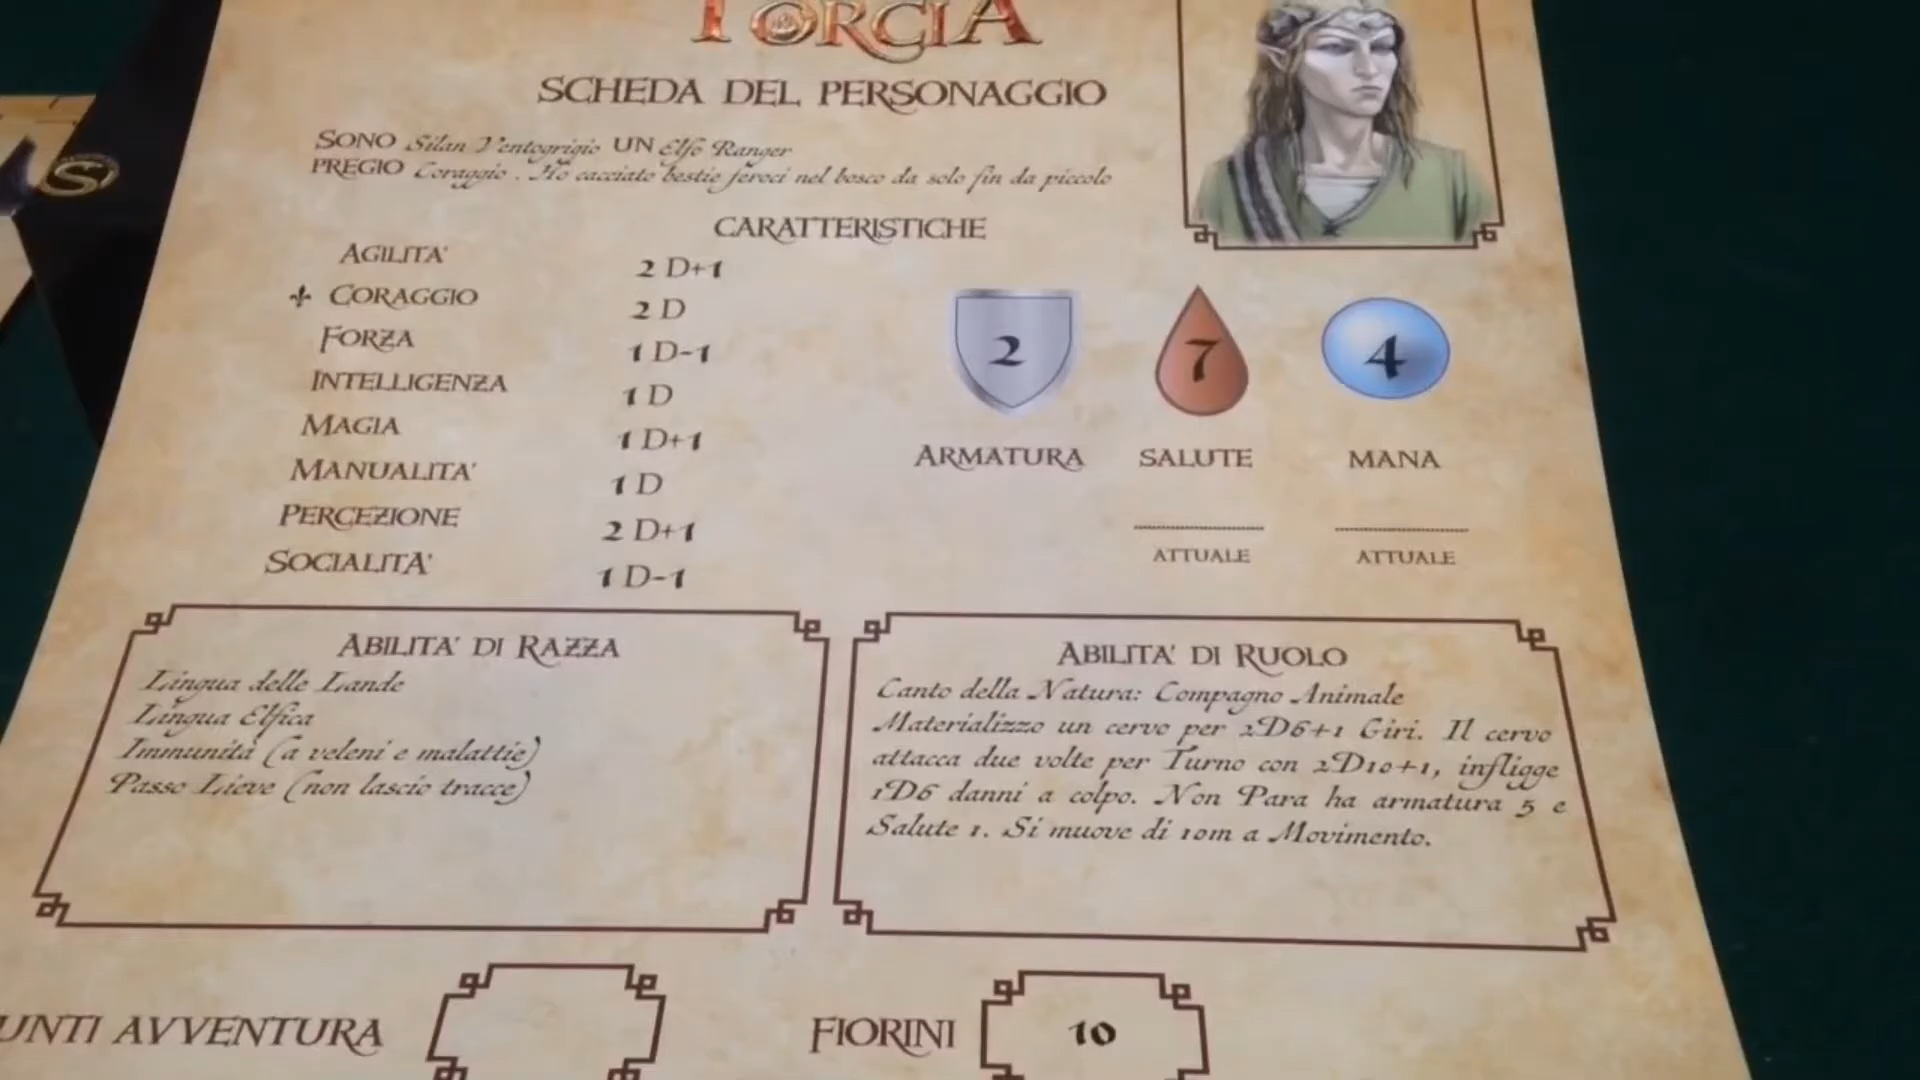 TORCIA
SCHEDA DEL PERSONAGGIO
SONO Silan Ventogrigio UN Elfo Ranger
PREGIO Coraggio . Ho cacciato bestie feroci nel bosco da solo fin da piccolo
CARATTERISTICHE
AGILITA' 2 D+1
CORAGGIO 2 D
FORZA 1 D-1
INTELLIGENZA 1 D
MAGIA 1 D+1
MANUALITA' 1 D
PERCEZIONE 2 D+1
SOCIALITA' 1 D-1
2 7 4
ARMATURA SALUTE MANA
ATTUALE ATTUALE
ABILITA' DI RAZZA
Lingua delle Lande
Lingua Elfica
Immunità (a veleni e malattie)
Passo Lieve (non lascio tracce)
ABILITA' DI RUOLO
Canto della Natura: Compagno Animale
Materializzo un cervo per 2D6+1 Giri. Il cervo
attacca due volte per Turno con 2D10+1, infligge
1D6 danni a colpo. Non Para ha armatura 5 e
Salute 1. Si muove di 10m a Movimento.
UNTI AVVENTURA
FIORINI 10
S